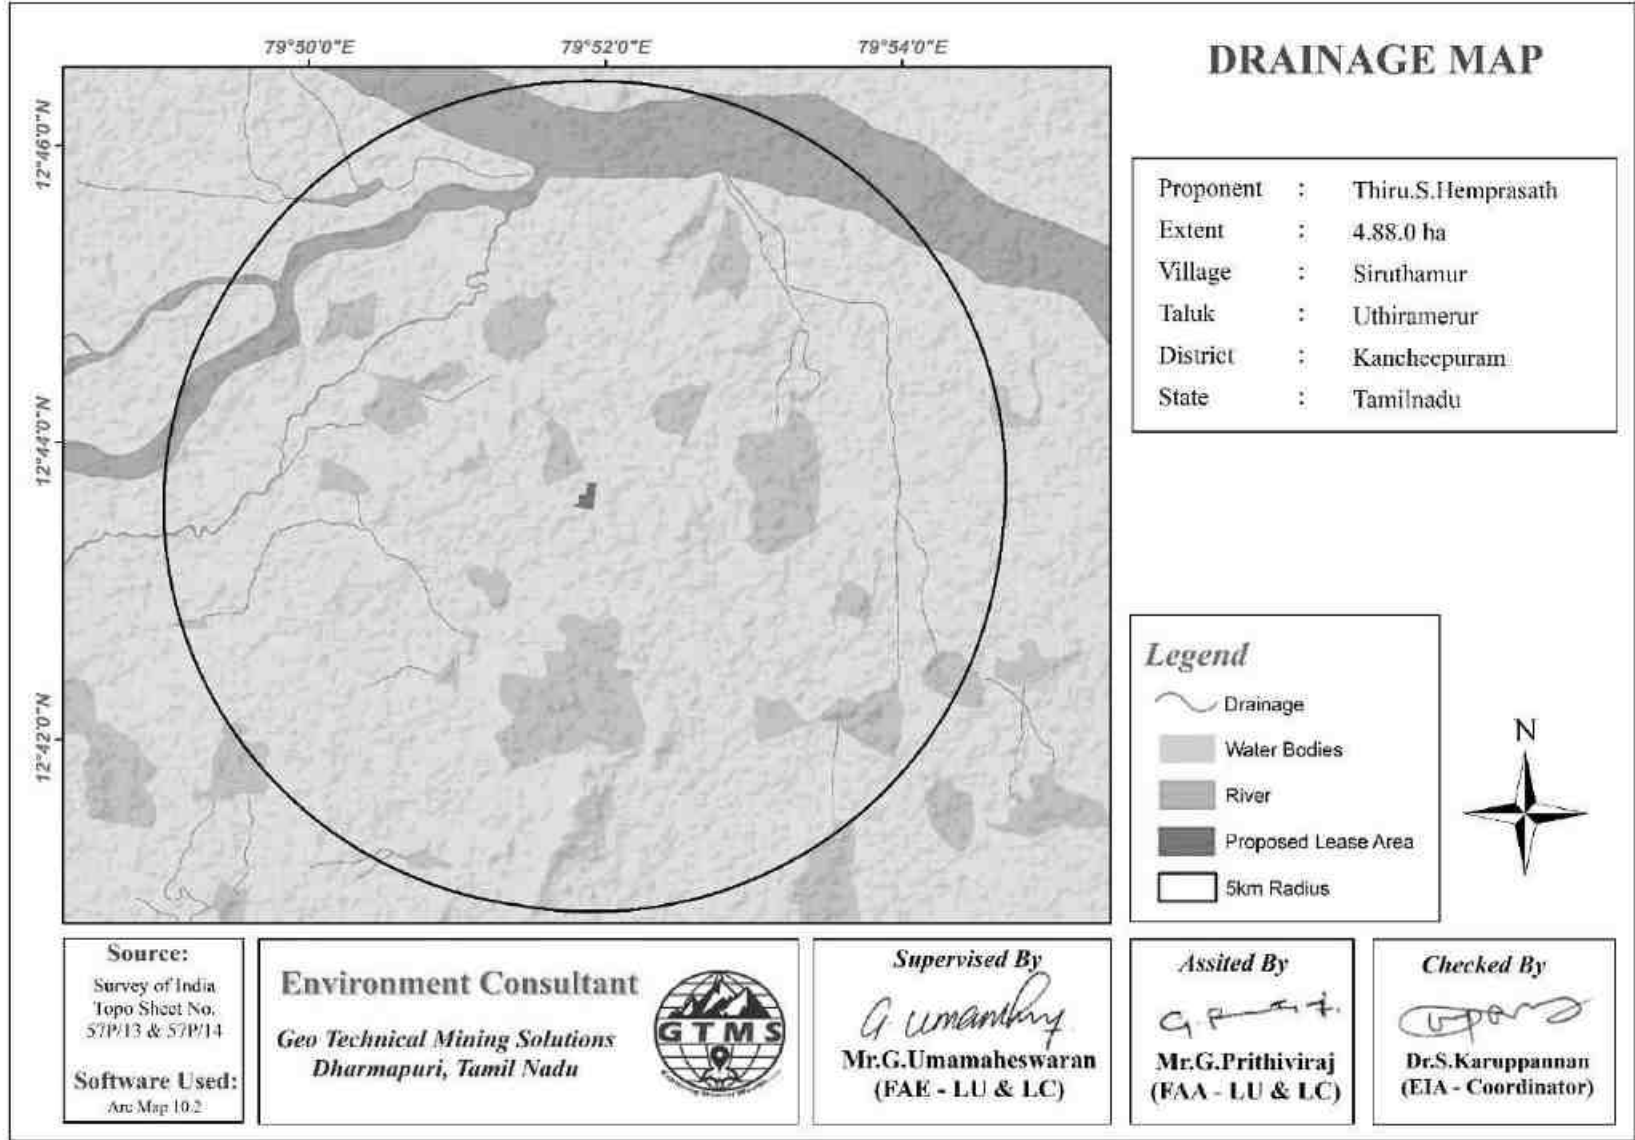 DRAINAGE MAP
79°50'0"E 79°52'0"E 79°54'0"E
12°46'0"N
12°44'0"N
12°42'0"N
Proponent : Thiru.S.Hemprasath
Extent : 4.88.0 ha
Village : Siruthamur
Taluk : Uthiramerur
District : Kancheepuram
State : Tamilnadu
Legend
Drainage
Water Bodies
River
Proposed Lease Area
5km Radius
N
Source:
Survey of India
Topo Sheet No.
57P/13 & 57P/14
Software Used:
Arc Map 10.2
Environment Consultant
Geo Technical Mining Solutions
Dharmapuri, Tamil Nadu
GTMS
Supervised By
Mr.G.Umamaheswaran
(FAE - LU & LC)
Assited By
Mr.G.Prithiviraj
(FAA - LU & LC)
Checked By
Dr.S.Karuppannan
(EIA - Coordinator)